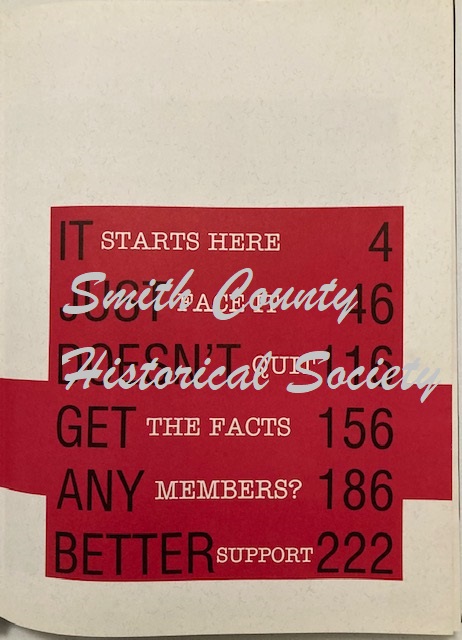 IT STARTS HERE 4
JUST FACE IT 46
Smith County
DOESN'T QUIT 116
Historical Society
GET THE FACTS 156
ANY MEMBERS? 186
BETTER SUPPORT 222